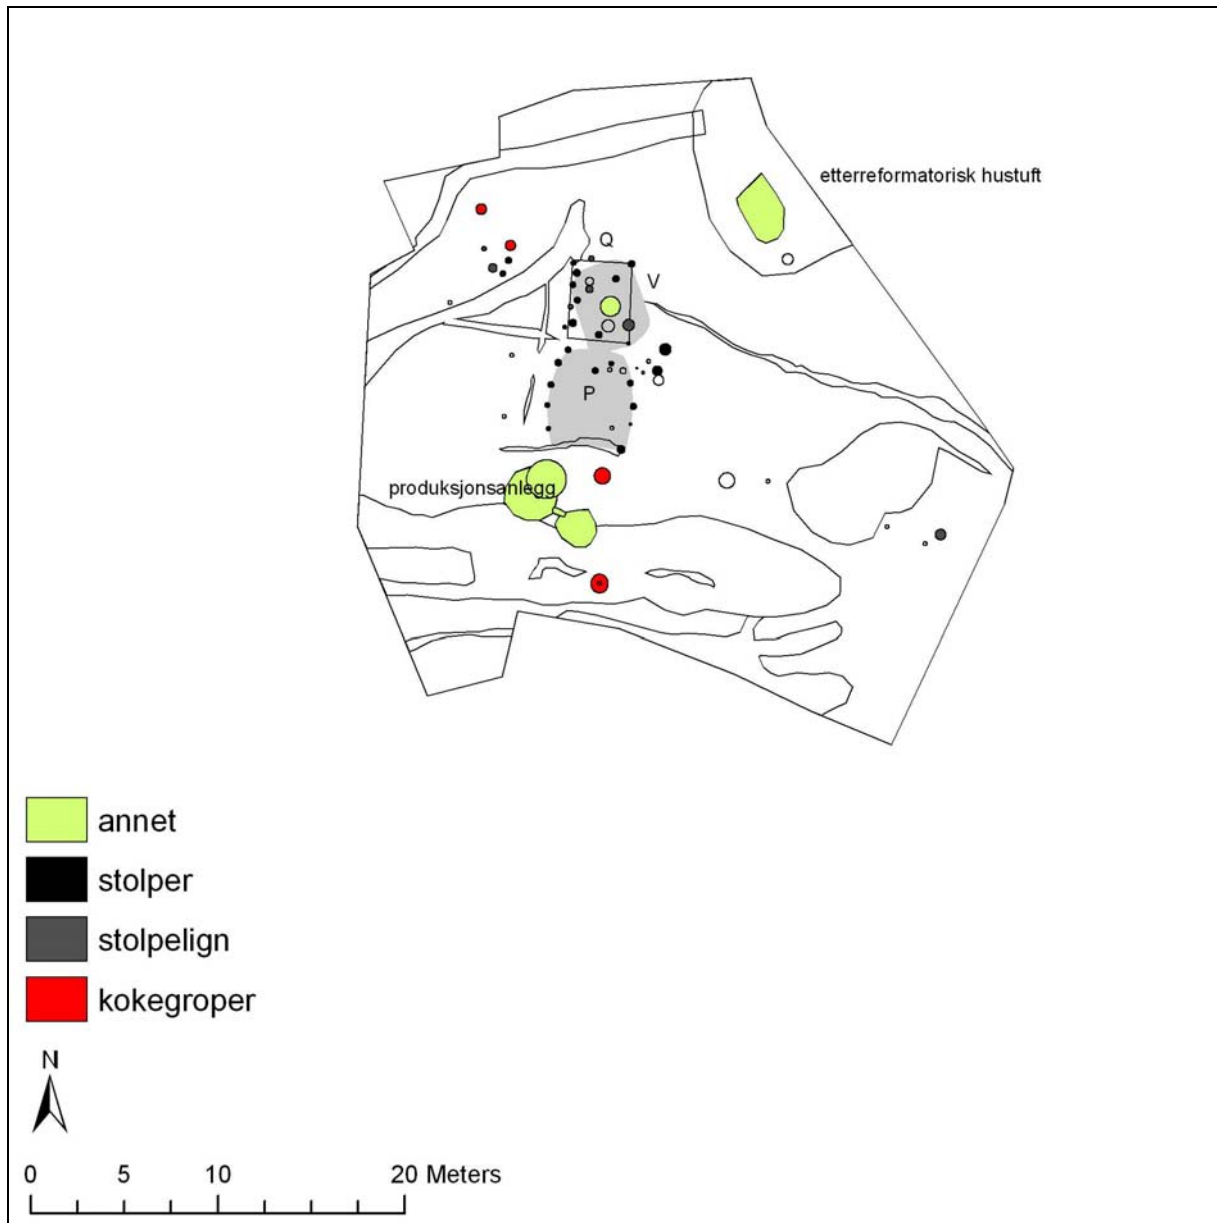 etterreformatorisk hustuft
Q
V
P
produksjonsanlegg
annet
stolper
stolpelign
kokegroper
N
0 5 10 20 Meters